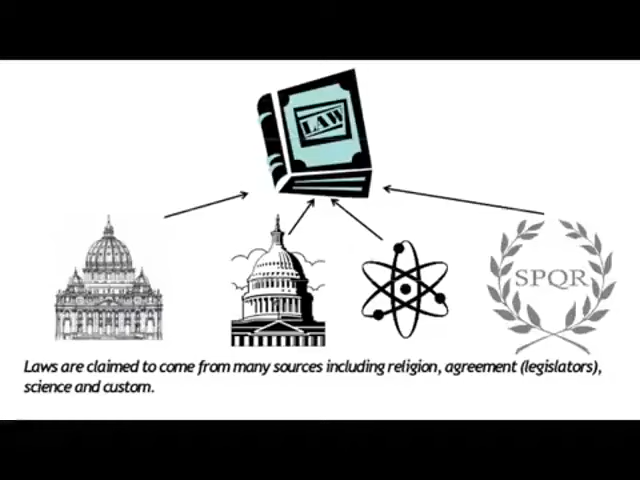 LAW
SPQR
Laws are claimed to come from many sources including religion, agreement (legislators),
science and custom.